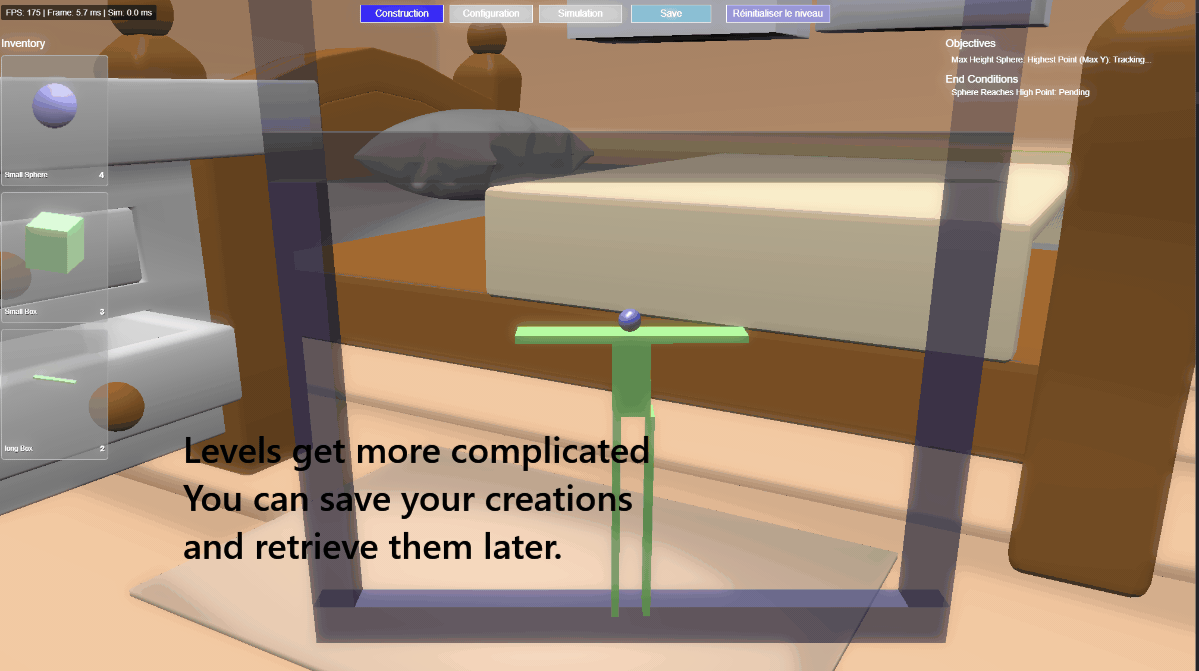 FPS: 175 | Frame: 5.7 ms | Sim: 0.0 ms
Construction
Configuration
Simulation
Save
Réinitialiser le niveau
Inventory
Small Sphere 4
Small Box 3
long Box 2
Objectives
Max Height Sphere. Highest Point (Max Y). Tracking...
End Conditions
Sphere Reaches High Point: Pending
Levels get more complicated
You can save your creations
and retrieve them later.